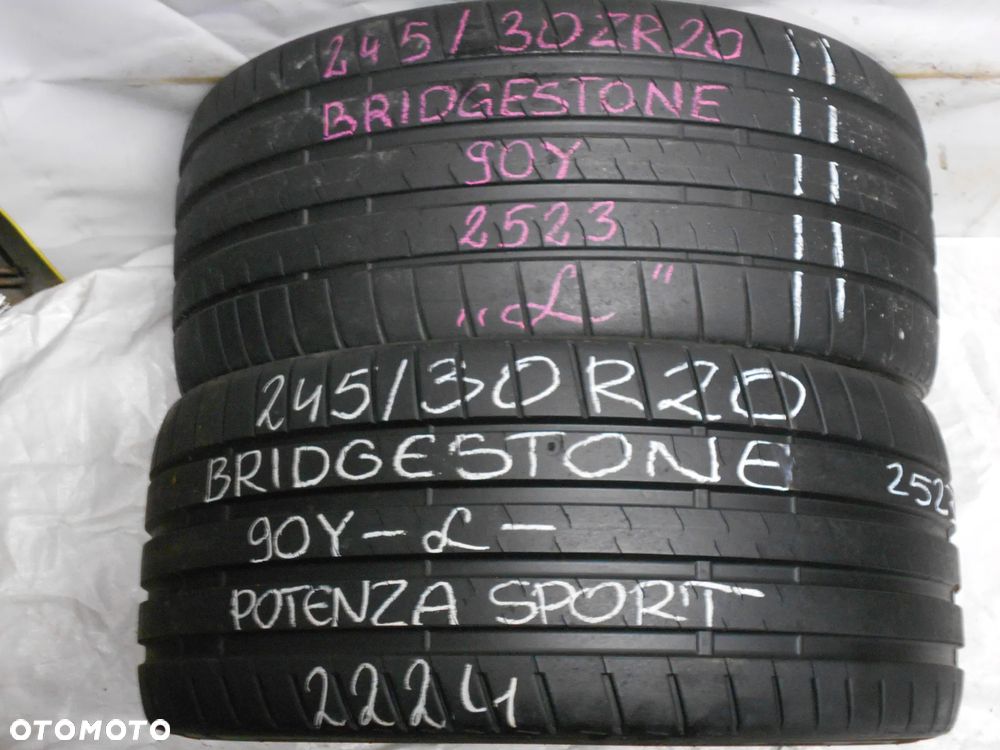 245/30ZR20
BRIDGESTONE
90Y
2523
„L"
245/30R20
BRIDGESTONE
2523
90Y-L-
POTENZA SPORT
2224
OTOMOTO